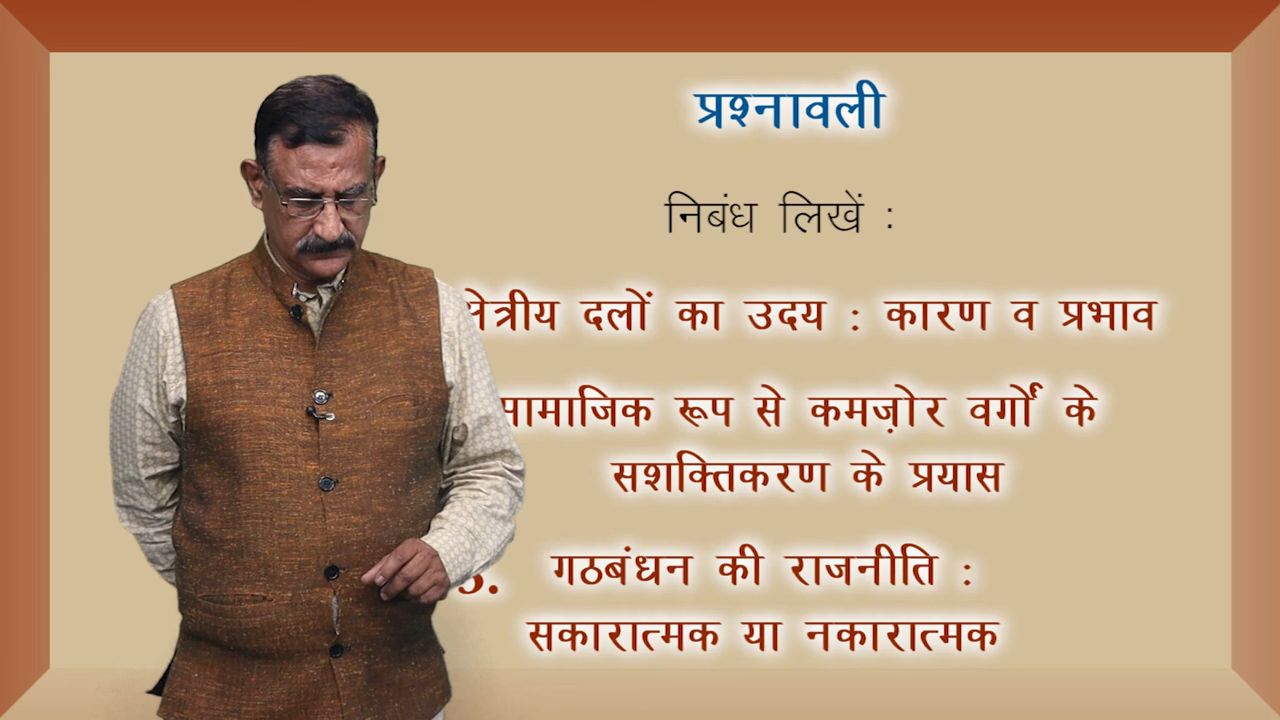 प्रश्नावली
निबंध लिखें :
क्षेत्रीय दलों का उदय : कारण व प्रभाव
सामाजिक रूप से कमज़ोर वर्गों के
सशक्तिकरण के प्रयास
गठबंधन की राजनीति :
सकारात्मक या नकारात्मक